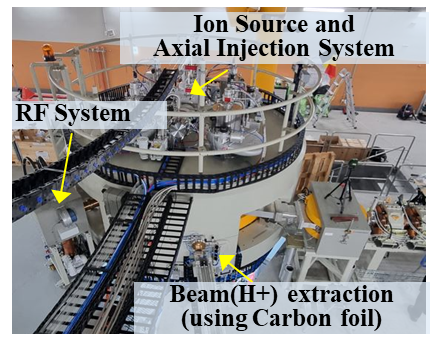 Ion Source and
Axial Injection System
RF System
Beam(H+) extraction
(using Carbon foil)